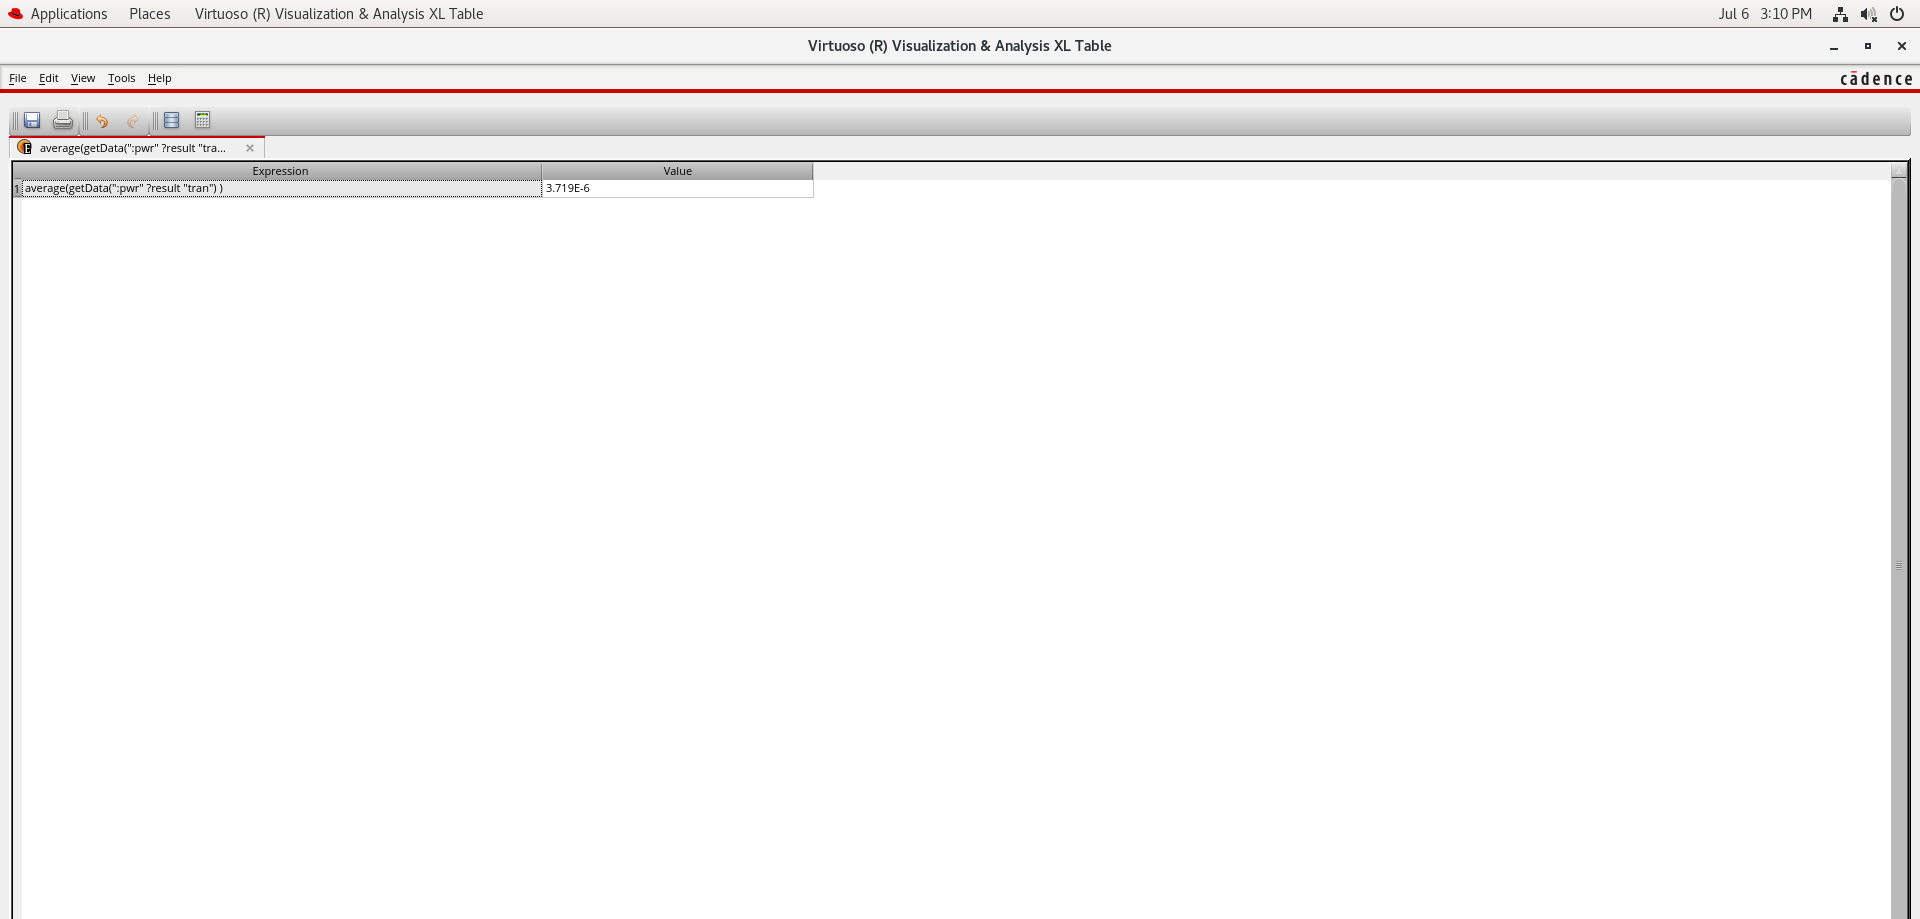 Applications Places Virtuoso (R) Visualization & Analysis XL Table Jul 6 3:10 PM
Virtuoso (R) Visualization & Analysis XL Table
File Edit View Tools Help cādence
average(getData(":pwr" ?result "tra...
Expression Value
1 average(getData(":pwr" ?result "tran") ) 3.719E-6